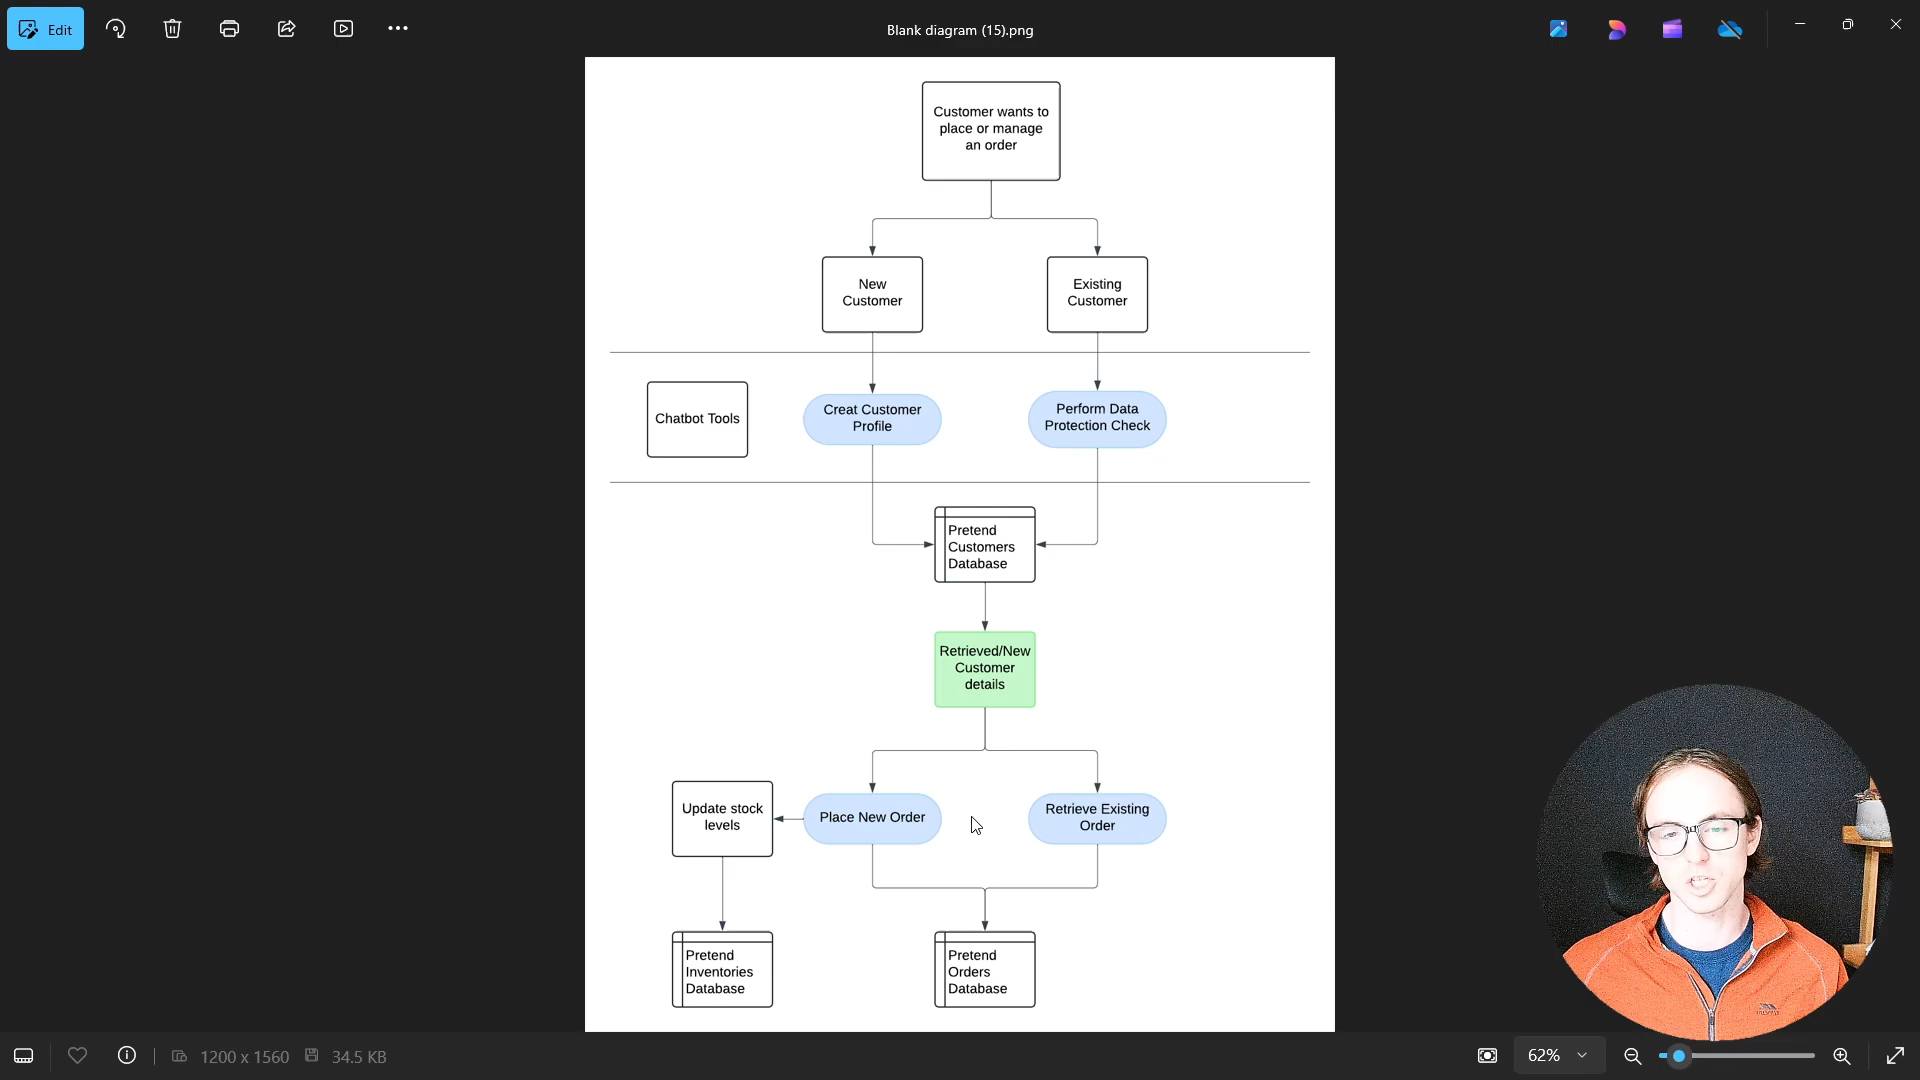 Edit
Blank diagram (15).png
Customer wants to
place or manage
an order
New
Customer
Existing
Customer
Chatbot Tools
Creat Customer
Profile
Perform Data
Protection Check
Pretend
Customers
Database
Retrieved/New
Customer
details
Update stock
levels
Place New Order
Retrieve Existing
Order
Pretend
Inventories
Database
Pretend
Orders
Database
1200 x 1560
34.5 KB
62%